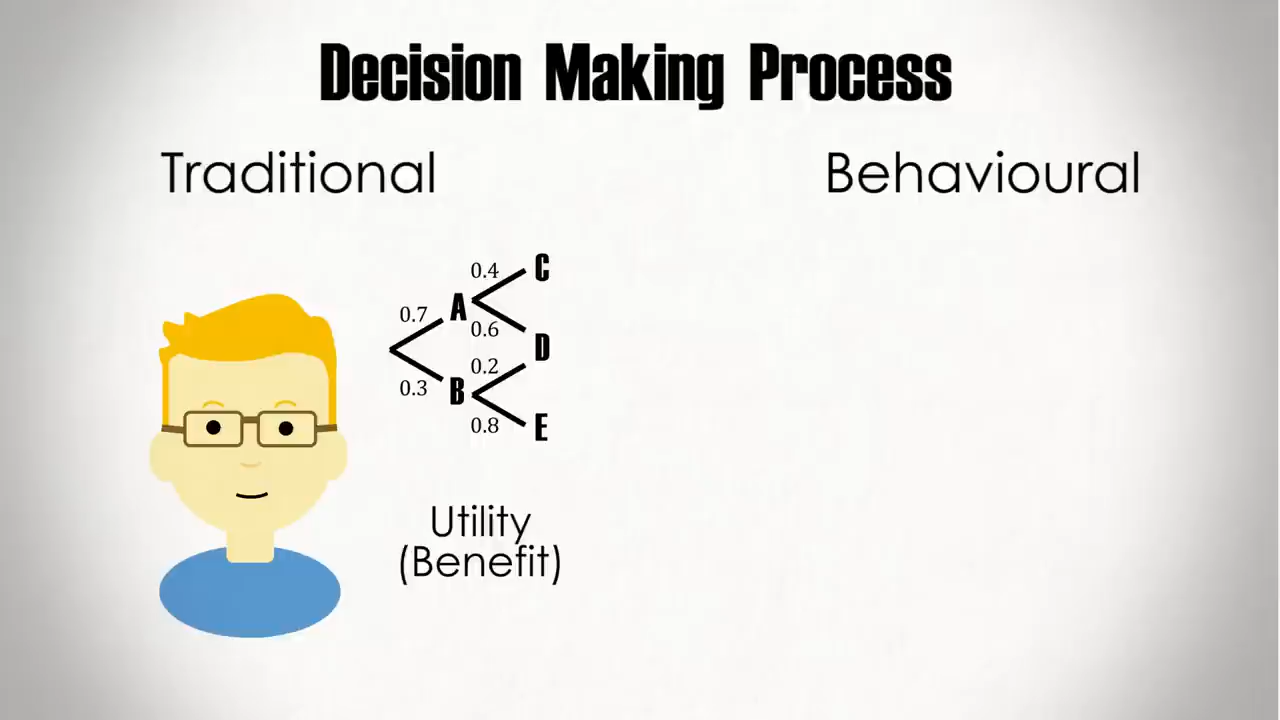 Decision Making Process
Traditional
Behavioural
0.4 C
0.7 A
0.6
D
0.2
0.3 B
0.8 E
Utility
(Benefit)